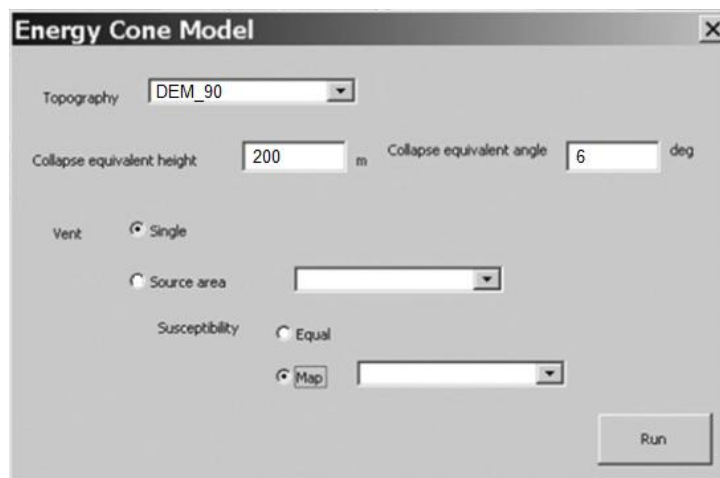 Energy Cone Model
Topography DEM_90
Collapse equivalent height 200 m Collapse equivalent angle 6 deg
Vent Single
Source area
Susceptibility Equal
Map
Run